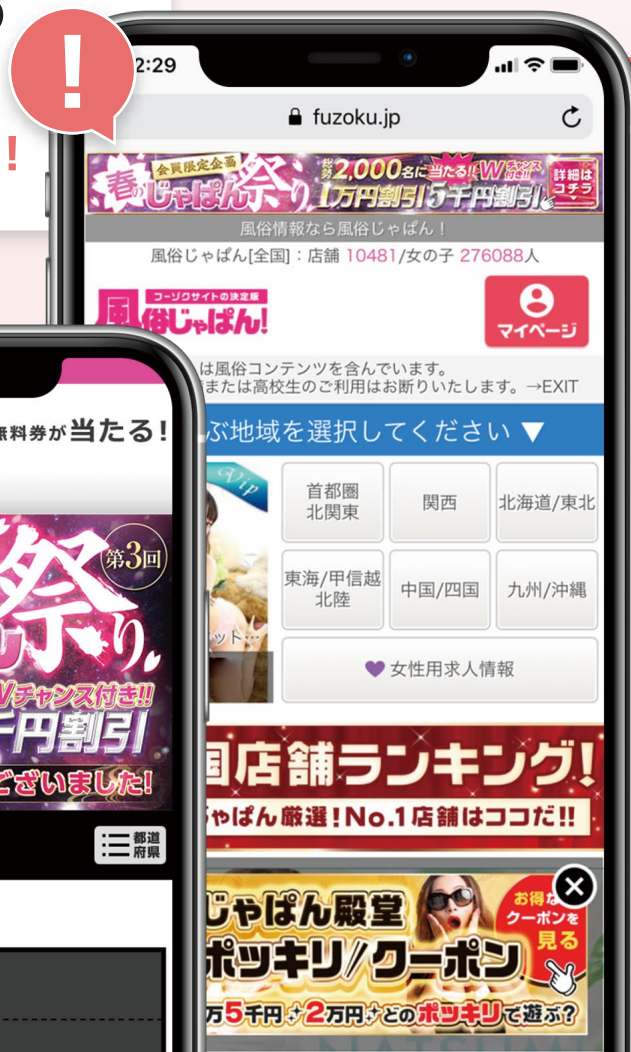 !
2:29
fuzoku.jp
!
会員限定企画
春のじゃぱん祭り
総勢2,000名に当たる!!Wチャンス付き!!
1万円割引 5千円割引
詳細はコチラ
風俗情報なら風俗じゃぱん!
風俗じゃぱん[全国]:店舗 10481/女の子 276088人
フーゾクサイトの決定版
風俗じゃぱん!
マイページ
は風俗コンテンツを含んでいます。
または高校生のご利用はお断りいたします。→EXIT
ぶ地域を選択してください ▼
無料券が当たる!
Vip
首都圏
北関東
関西
北海道/東北
東海/甲信越
北陸
中国/四国
九州/沖縄
ット…
♥ 女性用求人情報
第3回
祭り
Wチャンス付き!!
千円割引
ございました!
都道
府県
国店舗ランキング!
ゃぱん厳選!No.1店舗はココだ!!
じゃぱん殿堂
ポッキリ/クーポン
お得な
クーポンを
見る
万5千円 2万円 どのポッキリで遊ぶ?